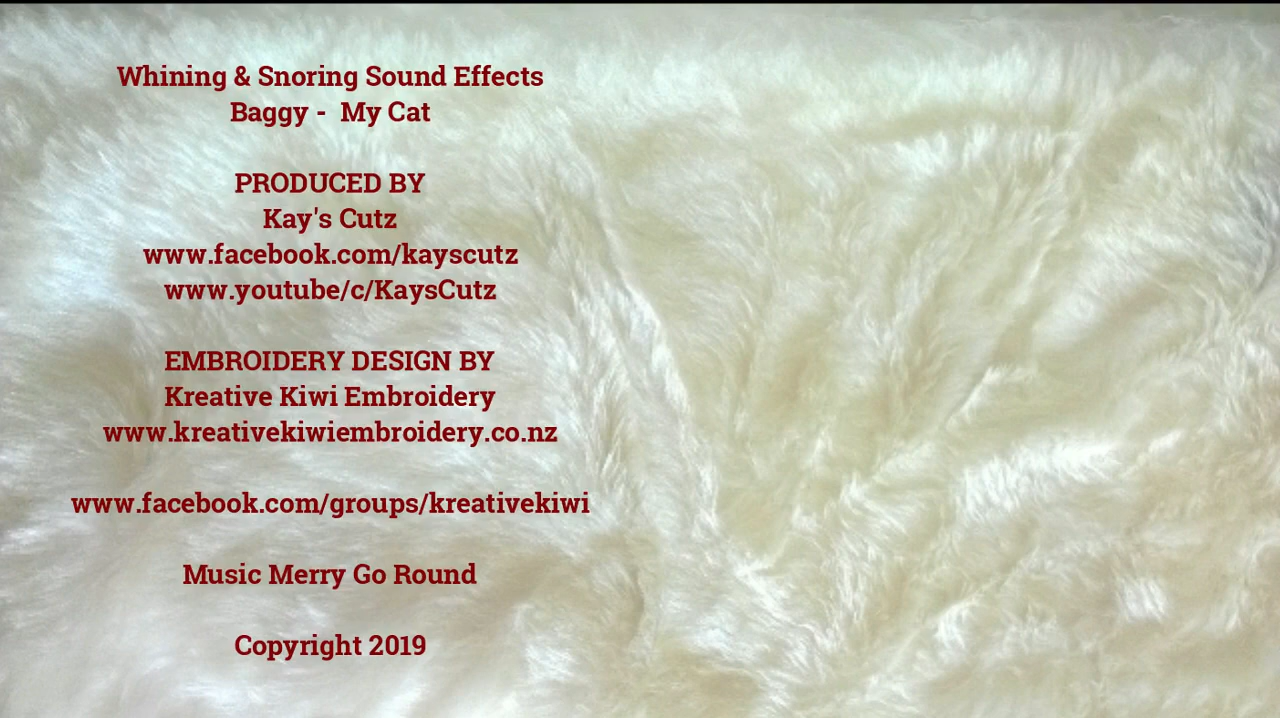 Whining & Snoring Sound Effects
Baggy -  My Cat
PRODUCED BY
Kay's Cutz
www.facebook.com/kayscutz
www.youtube/c/KaysCutz
EMBROIDERY DESIGN BY
Kreative Kiwi Embroidery
www.kreativekiwiembroidery.co.nz
www.facebook.com/groups/kreativekiwi
Music Merry Go Round
Copyright 2019